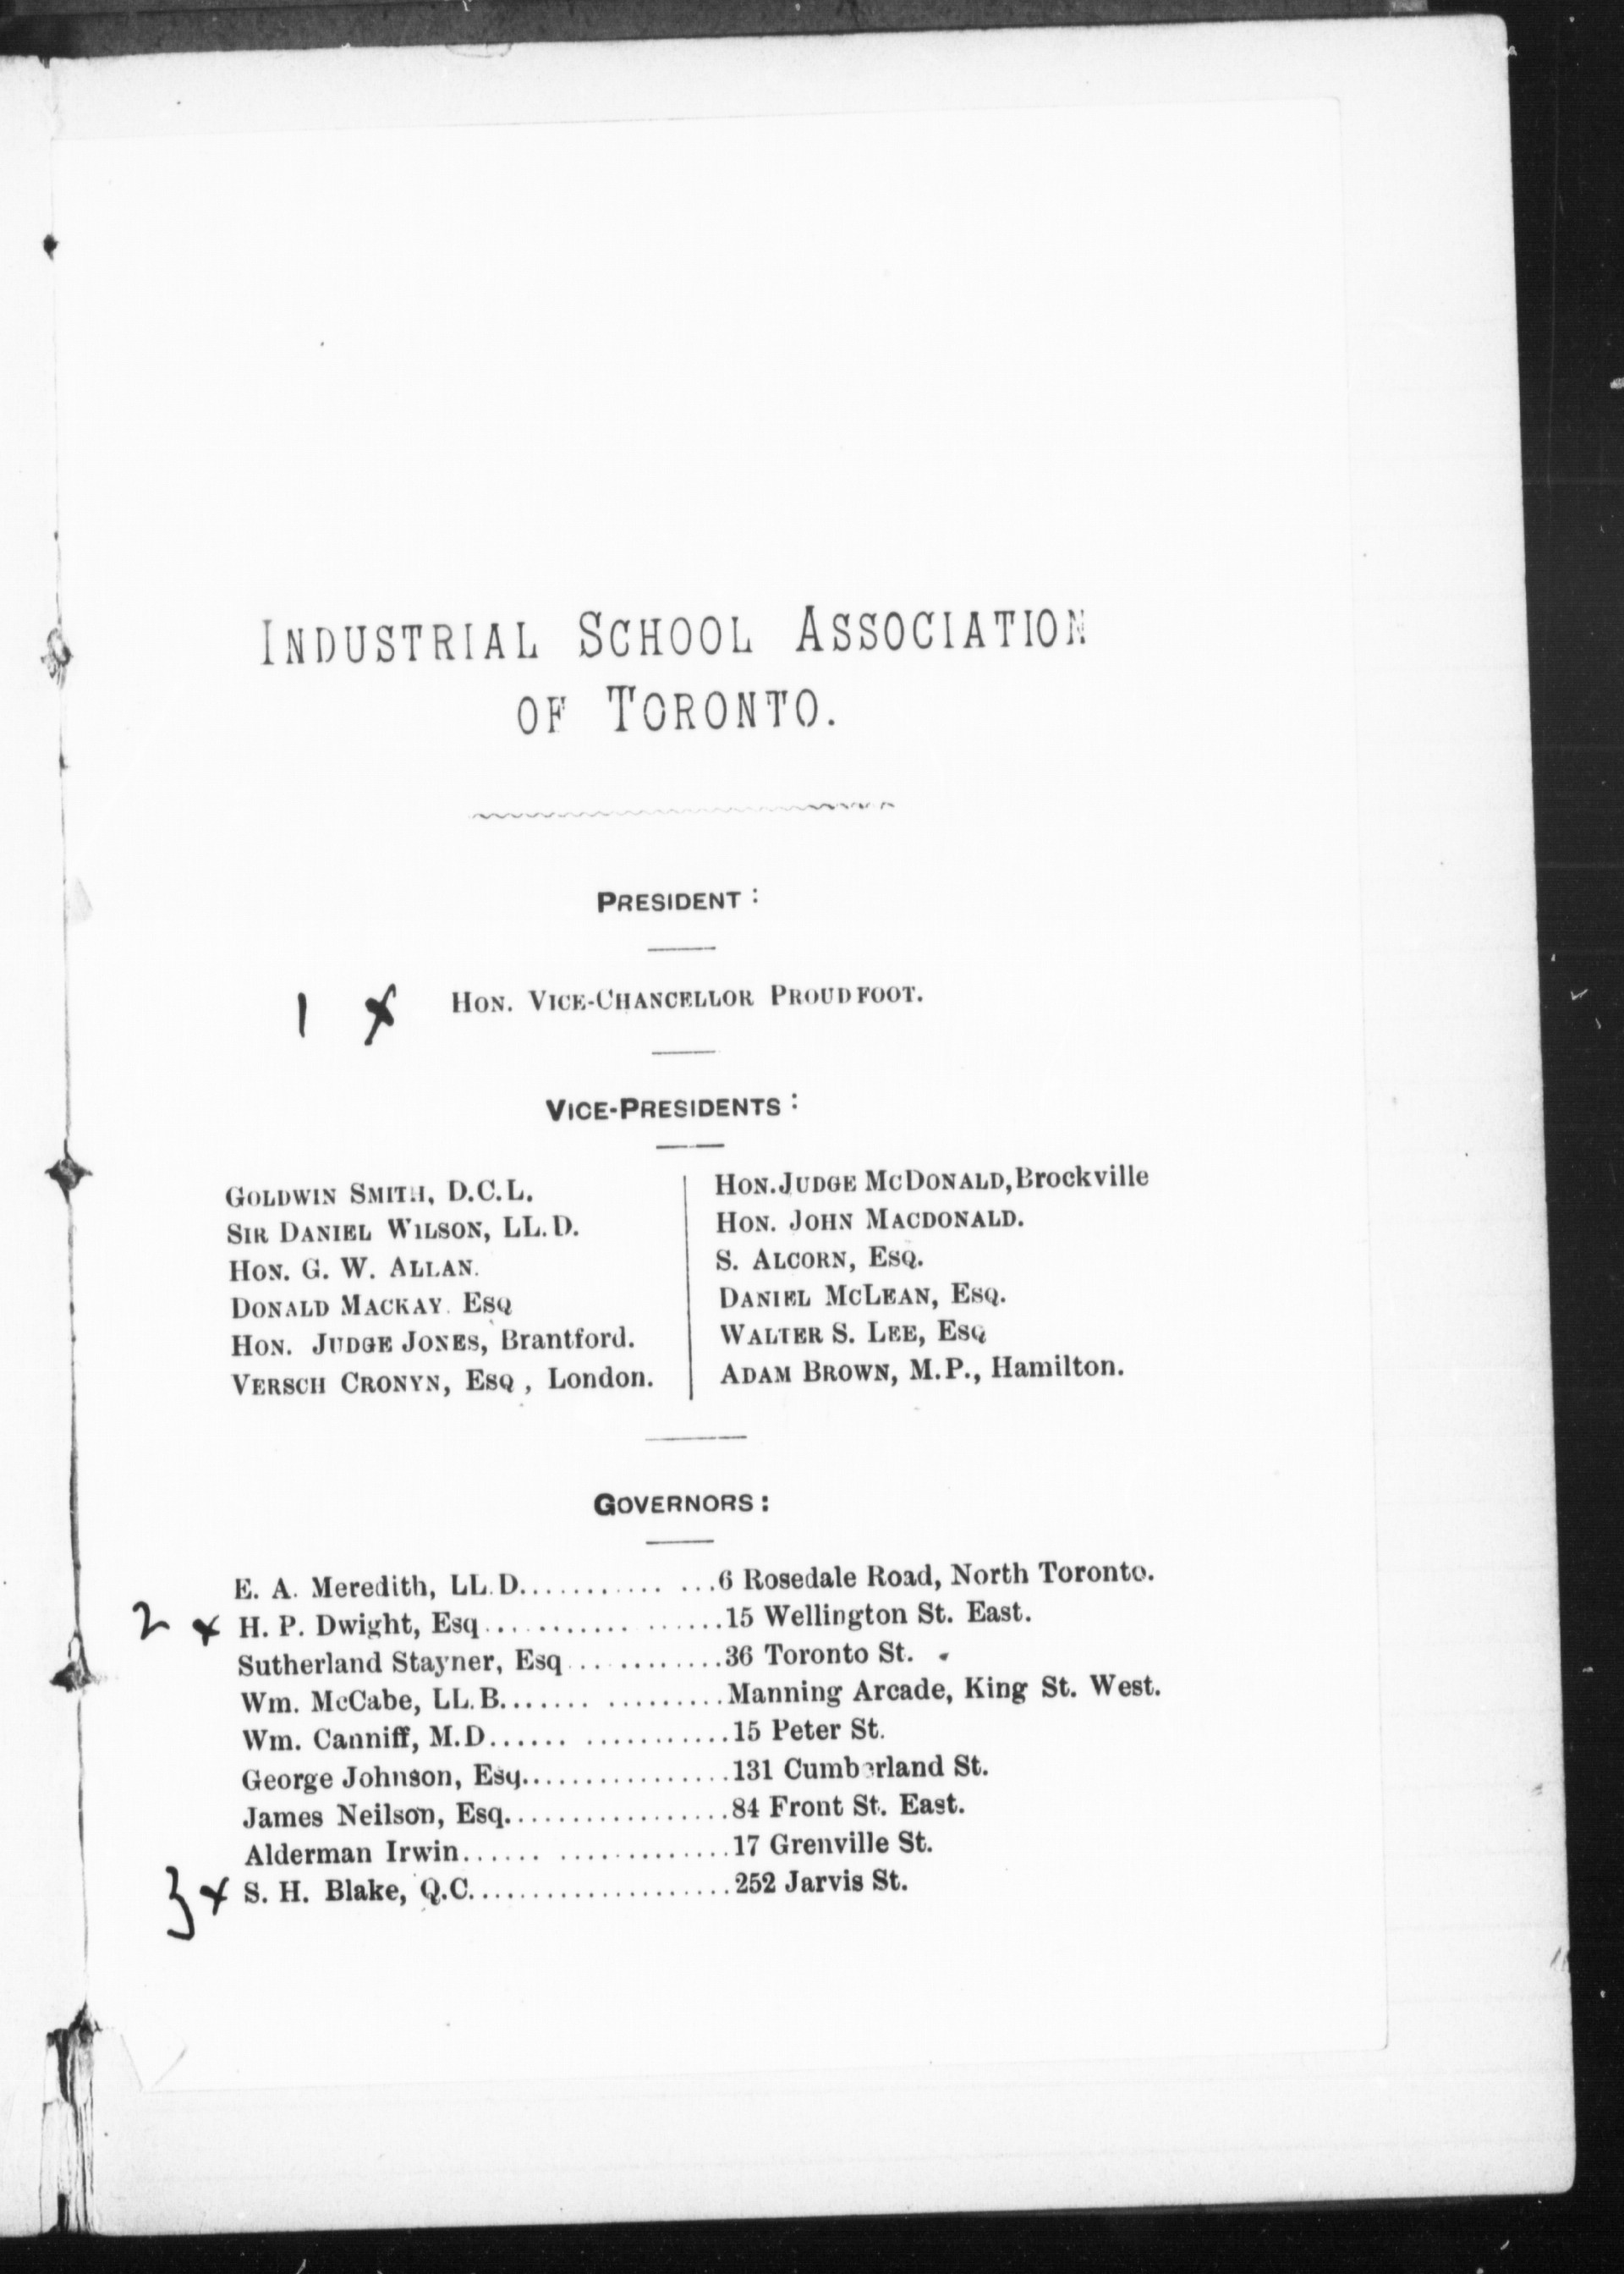 INDUSTRIAL SCHOOL ASSOCIATION
OF TORONTO.
PRESIDENT:
1 x HON. VICE-CHANCELLOR PROUDFOOT.
VICE-PRESIDENTS:
GOLDWIN SMITH, D.C.L.
SIR DANIEL WILSON, LL.D.
HON. G. W. ALLAN.
DONALD MACKAY. ESQ
HON. JUDGE JONES, Brantford.
VERSCH CRONYN, ESQ , London.
HON. JUDGE MCDONALD, Brockville
HON. JOHN MACDONALD.
S. ALCORN, ESQ.
DANIEL MCLEAN, ESQ.
WALTER S. LEE, ESQ
ADAM BROWN, M.P., Hamilton.
GOVERNORS:
E. A. Meredith, LL.D.............. ...6 Rosedale Road, North Toronto.
2 x H. P. Dwight, Esq.................15 Wellington St. East.
Sutherland Stayner, Esq............36 Toronto St.
Wm. McCabe, LL.B....... .........Manning Arcade, King St. West.
Wm. Canniff, M.D...... ...........15 Peter St.
George Johnson, Esq................131 Cumberland St.
James Neilson, Esq.................84 Front St. East.
Alderman Irwin...... .............17 Grenville St.
3 x S. H. Blake, Q.C....................252 Jarvis St.